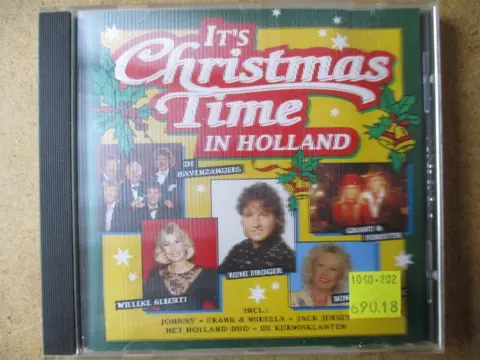 IT'S
Christmas
Time
IN HOLLAND
DE
HAVENZANGERS
WILLEKE ALBERTI
RENE FROGER
1050-202
690.18
INCL:
JOHNNY - FRANK & MIRELLA - JACK JERSEY
HET HOLLAND DUO - DE KERMISKLANTEN